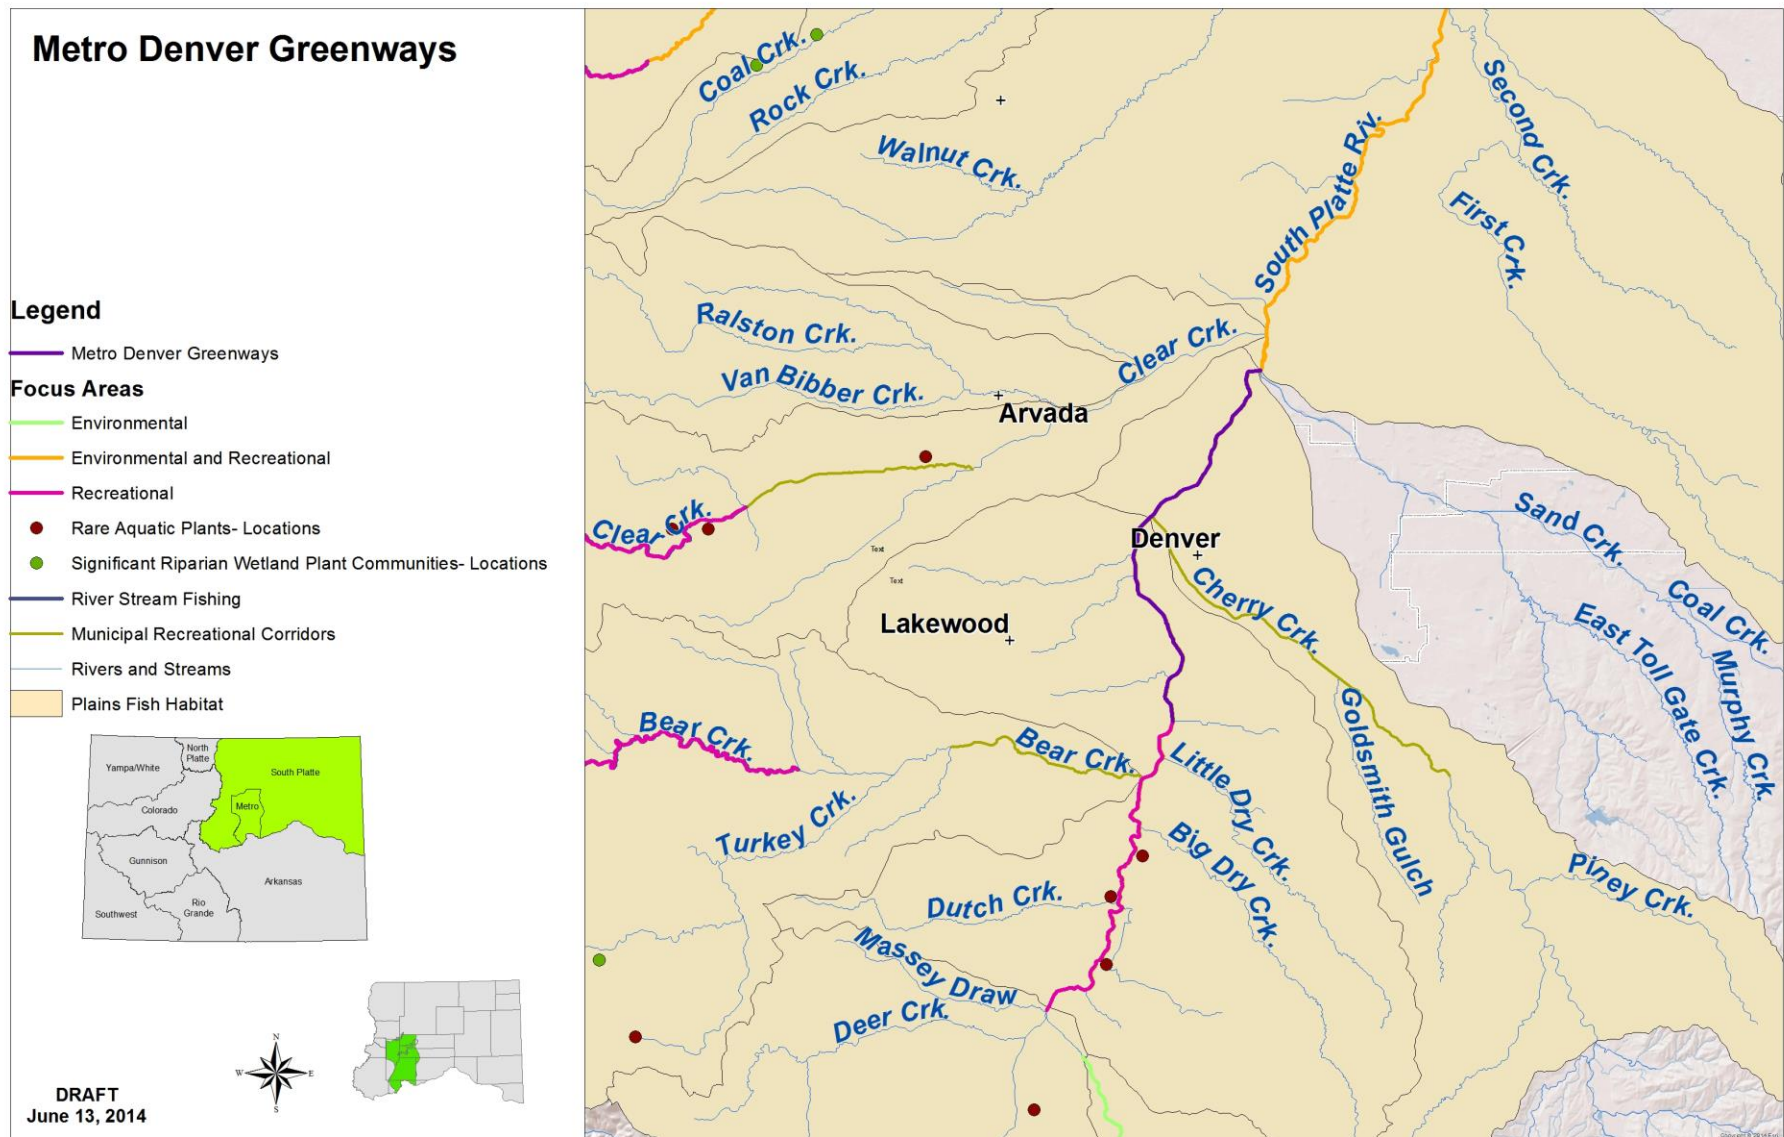 Metro Denver Greenways
Legend
Metro Denver Greenways
Focus Areas
Environmental
Environmental and Recreational
Recreational
Rare Aquatic Plants- Locations
Significant Riparian Wetland Plant Communities- Locations
River Stream Fishing
Municipal Recreational Corridors
Rivers and Streams
Plains Fish Habitat
Yampa/White
North
Platte
South Platte
Metro
Colorado
Gunnison
Arkansas
Rio
Grande
Southwest
N
W
E
S
DRAFT
June 13, 2014
Coal Crk.
Rock Crk.
Walnut Crk.
South Platte Riv.
Second Crk.
First Crk.
Ralston Crk.
Van Bibber Crk.
Clear Crk.
Arvada
Clear Crk.
Text
Text
Denver
Lakewood
Cherry Crk.
Sand Crk.
Coal Crk.
East Toll Gate Crk.
Murphy Crk.
Bear Crk.
Bear Crk.
Little Dry Crk.
Goldsmith Gulch
Turkey Crk.
Big Dry Crk.
Piney Crk.
Dutch Crk.
Massey Draw
Deer Crk.